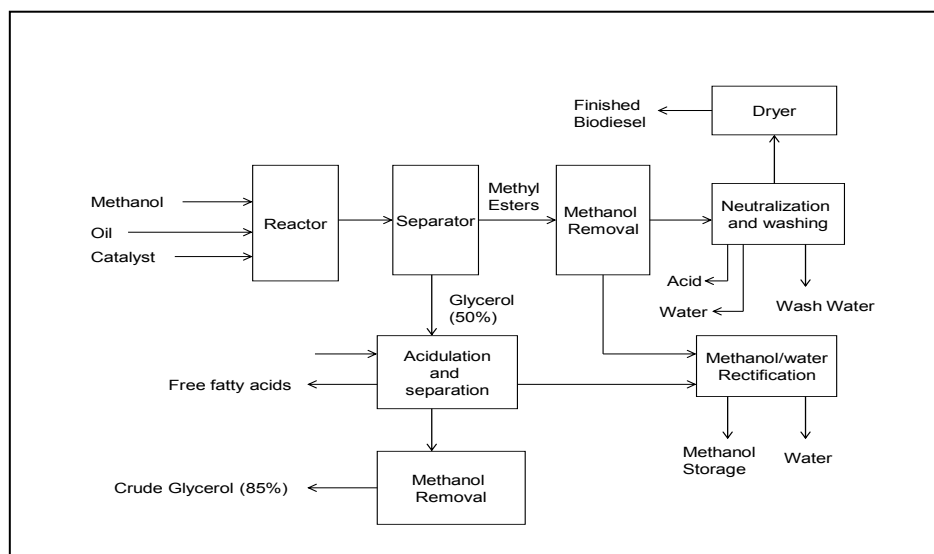 Finished
Biodiesel
Dryer
Methanol
Oil
Catalyst
Reactor
Separator
Methyl
Esters
Methanol
Removal
Neutralization
and washing
Acid
Water
Wash Water
Glycerol
(50%)
Acidulation
and
separation
Free fatty acids
Methanol/water
Rectification
Methanol
Storage
Water
Methanol
Removal
Crude Glycerol (85%)